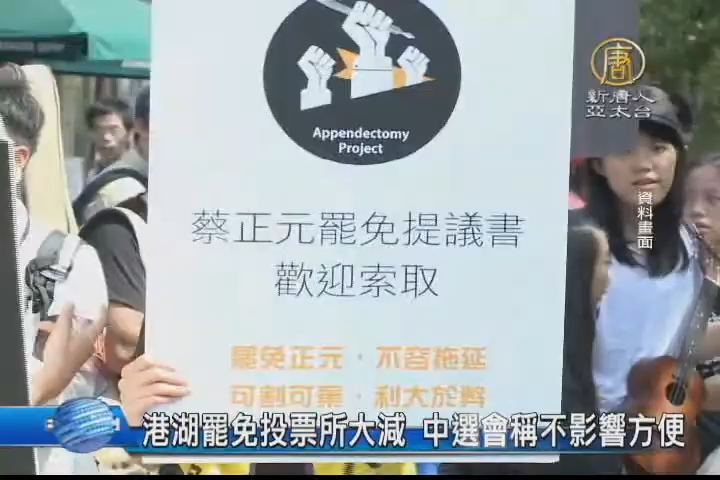 Appendectomy
Project
唐
新唐人
亞太台
資料畫面
蔡正元罷免提議書
歡迎索取
罷免正元・不容拖延
可割可棄・利大於弊
港湖罷免投票所大減 中選會稱不影響方便